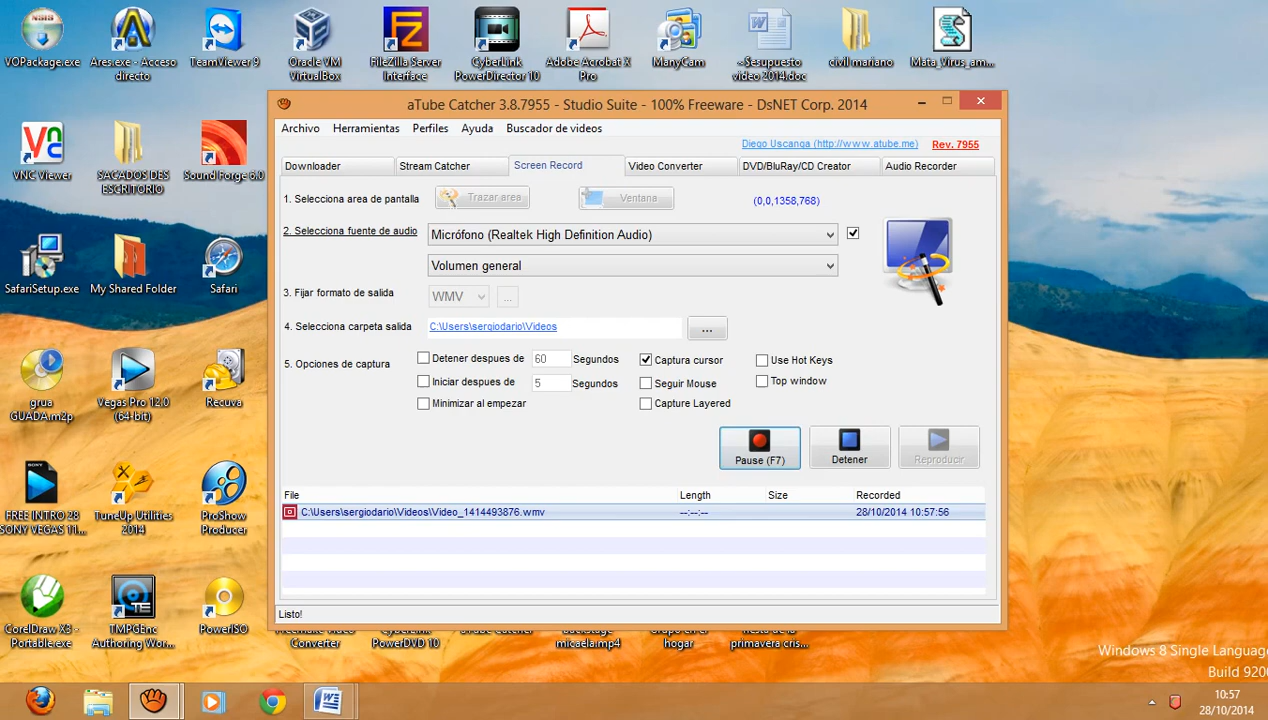 VOPackage.exe
Ares.exe - Acceso directo
TeamViewer 9
Oracle VM VirtualBox
FileZilla Server Interface
CyberLink PowerDirector 10
Adobe Acrobat X Pro
ManyCam
~$esupuesto video 2014.doc
civil mariano
Mata_Virus_am...
VNC Viewer
SACADOS DES ESCRITORIO
Sound Forge 6.0
SafariSetup.exe
My Shared Folder
Safari
grua GUADA.m2p
Vegas Pro 12.0 (64-bit)
Recuva
FREE INTRO 28 SONY VEGAS 11...
TuneUp Utilities 2014
ProShow Producer
CorelDraw X3 - Portable.exe
TMPGEnc Authoring Wor...
PowerISO
aTube Catcher 3.8.7955 - Studio Suite - 100% Freeware - DsNET Corp. 2014
Archivo Herramientas Perfiles Ayuda Buscador de videos
Diego Uscanga (http://www.atube.me) Rev. 7955
Downloader Stream Catcher Screen Record Video Converter DVD/BluRay/CD Creator Audio Recorder
1. Selecciona area de pantalla Trazar area Ventana (0,0,1358,768)
2. Selecciona fuente de audio Micrófono (Realtek High Definition Audio)
Volumen general
3. Fijar formato de salida WMV ...
4. Selecciona carpeta salida C:\Users\sergiodario\Videos ...
5. Opciones de captura Detener despues de 60 Segundos Captura cursor Use Hot Keys
Iniciar despues de 5 Segundos Seguir Mouse Top window
Minimizar al empezar Capture Layered
Pause (F7) Detener Reproducir
File Length Size Recorded
C:\Users\sergiodario\Videos\Video_1414493876.wmv --:--:-- 28/10/2014 10:57:56
Listo!
Converter
PowerDVD 10
micaela.mp4
hogar
primavera cris...
Windows 8 Single Language
Build 9200
10:57
28/10/2014